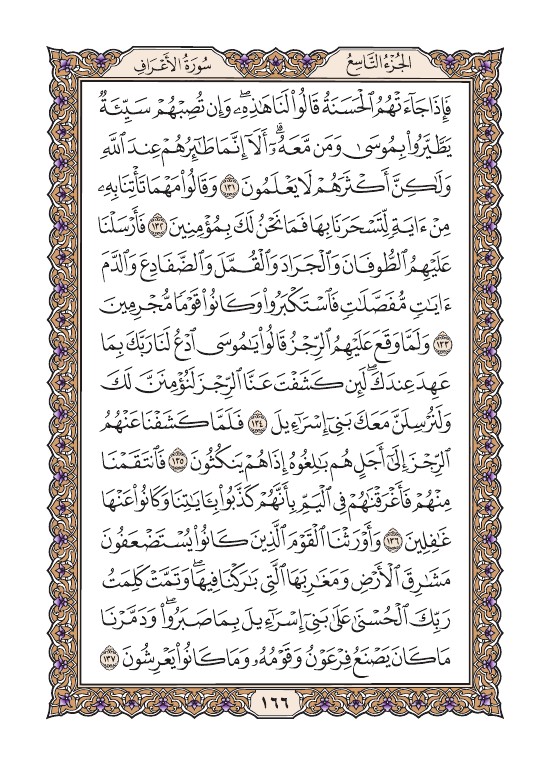 الجُزْءُ التَّاسِعُ
سُورَةُ الأَعْرَافِ
فَإِذَا جَآءَتْهُمُ ٱلْحَسَنَةُ قَالُوا۟ لَنَا هَٰذِهِۦۖ وَإِن تُصِبْهُمْ سَيِّئَةٌ
يَطَّيَّرُوا۟ بِمُوسَىٰ وَمَن مَّعَهُۥٓۗ أَلَآ إِنَّمَا طَٰٓئِرُهُمْ عِندَ ٱللَّهِ
وَلَٰكِنَّ أَكْثَرَهُمْ لَا يَعْلَمُونَ ١٣١ وَقَالُوا۟ مَهْمَا تَأْتِنَا بِهِۦ
مِنْ ءَايَةٍ لِّتَسْحَرَنَا بِهَا فَمَا نَحْنُ لَكَ بِمُؤْمِنِينَ ١٣٢ فَأَرْسَلْنَا
عَلَيْهِمُ ٱلطُّوفَانَ وَٱلْجَرَادَ وَٱلْقُمَّلَ وَٱلضَّفَادِعَ وَٱلدَّمَ
ءَايَٰتٍ مُّفَصَّلَٰتٍ فَٱسْتَكْبَرُوا۟ وَكَانُوا۟ قَوْمًا مُّجْرِمِينَ
١٣٣ وَلَمَّا وَقَعَ عَلَيْهِمُ ٱلرِّجْزُ قَالُوا۟ يَٰمُوسَى ٱدْعُ لَنَا رَبَّكَ بِمَا
عَهِدَ عِندَكَۖ لَئِن كَشَفْتَ عَنَّا ٱلرِّجْزَ لَنُؤْمِنَنَّ لَكَ
وَلَنُرْسِلَنَّ مَعَكَ بَنِىٓ إِسْرَٰٓءِيلَ ١٣٤ فَلَمَّا كَشَفْنَا عَنْهُمُ
ٱلرِّجْزَ إِلَىٰٓ أَجَلٍ هُم بَٰلِغُوهُ إِذَا هُمْ يَنكُثُونَ ١٣٥ فَٱنتَقَمْنَا
مِنْهُمْ فَأَغْرَقْنَٰهُمْ فِى ٱلْيَمِّ بِأَنَّهُمْ كَذَّبُوا۟ بِـَٔايَٰتِنَا وَكَانُوا۟ عَنْهَا
غَٰفِلِينَ ١٣٦ وَأَوْرَثْنَا ٱلْقَوْمَ ٱلَّذِينَ كَانُوا۟ يُسْتَضْعَفُونَ
مَشَٰرِقَ ٱلْأَرْضِ وَمَغَٰرِبَهَا ٱلَّتِى بَٰرَكْنَا فِيهَاۖ وَتَمَّتْ كَلِمَتُ
رَبِّكَ ٱلْحُسْنَىٰ عَلَىٰ بَنِىٓ إِسْرَٰٓءِيلَ بِمَا صَبَرُوا۟ۖ وَدَمَّرْنَا
مَا كَانَ يَصْنَعُ فِرْعَوْنُ وَقَوْمُهُۥ وَمَا كَانُوا۟ يَعْرِشُونَ ١٣٧
١٦٦